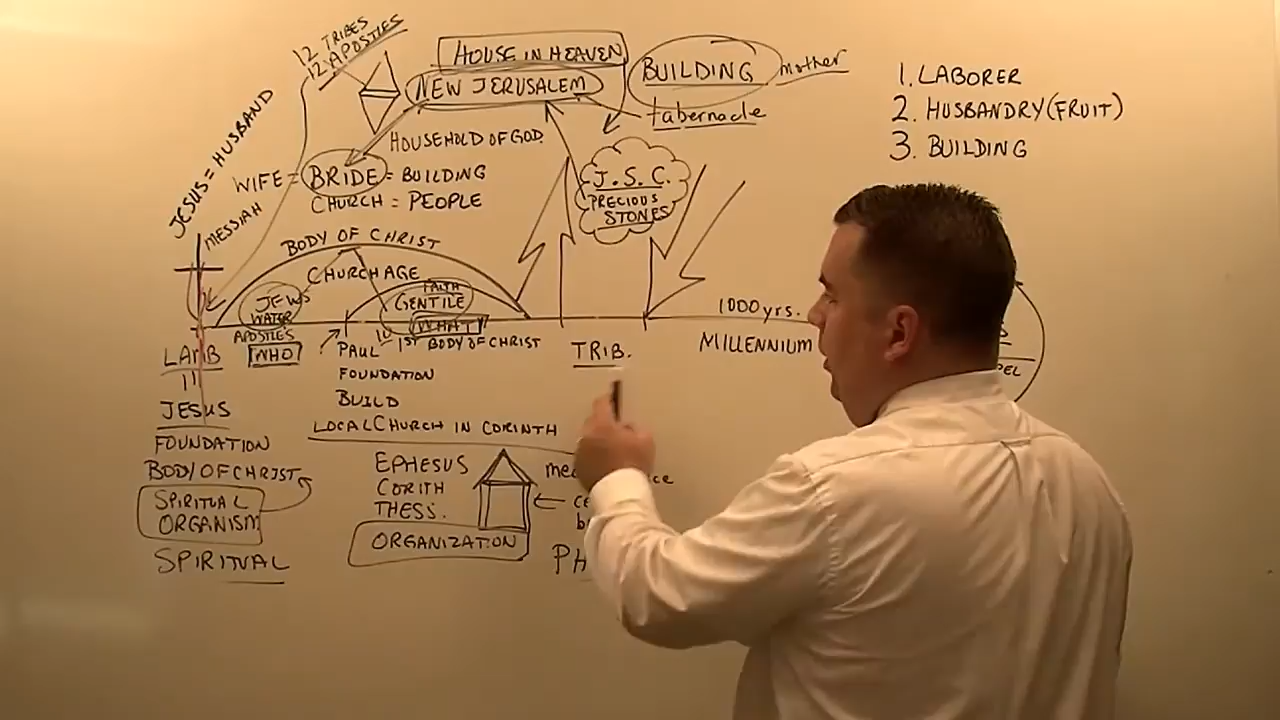 12 TRIBES
12 APOSTLES
HOUSE IN HEAVEN
NEW JERUSALEM
BUILDING
mother
tabernacle
1. LABORER
2. HUSBANDRY(FRUIT)
3. BUILDING
JESUS = HUSBAND
MESSIAH
HOUSEHOLD OF GOD
WIFE = BRIDE = BUILDING
CHURCH = PEOPLE
J.S.C.
PRECIOUS
STONES
BODY OF CHRIST
CHURCH AGE
JEWS
WATER
APOSTLES
WHO
FAITH
GENTILE
WHAT
1ST BODY OF CHRIST
PAUL
FOUNDATION
BUILD
LOCAL CHURCH IN CORINTH
TRIB.
1000 yrs.
MILLENNIUM
LAMB
JESUS
FOUNDATION
BODY OF CHRIST
SPIRITUAL
ORGANISM
SPIRITUAL
EPHESUS
CORITH
THESS.
ORGANIZATION